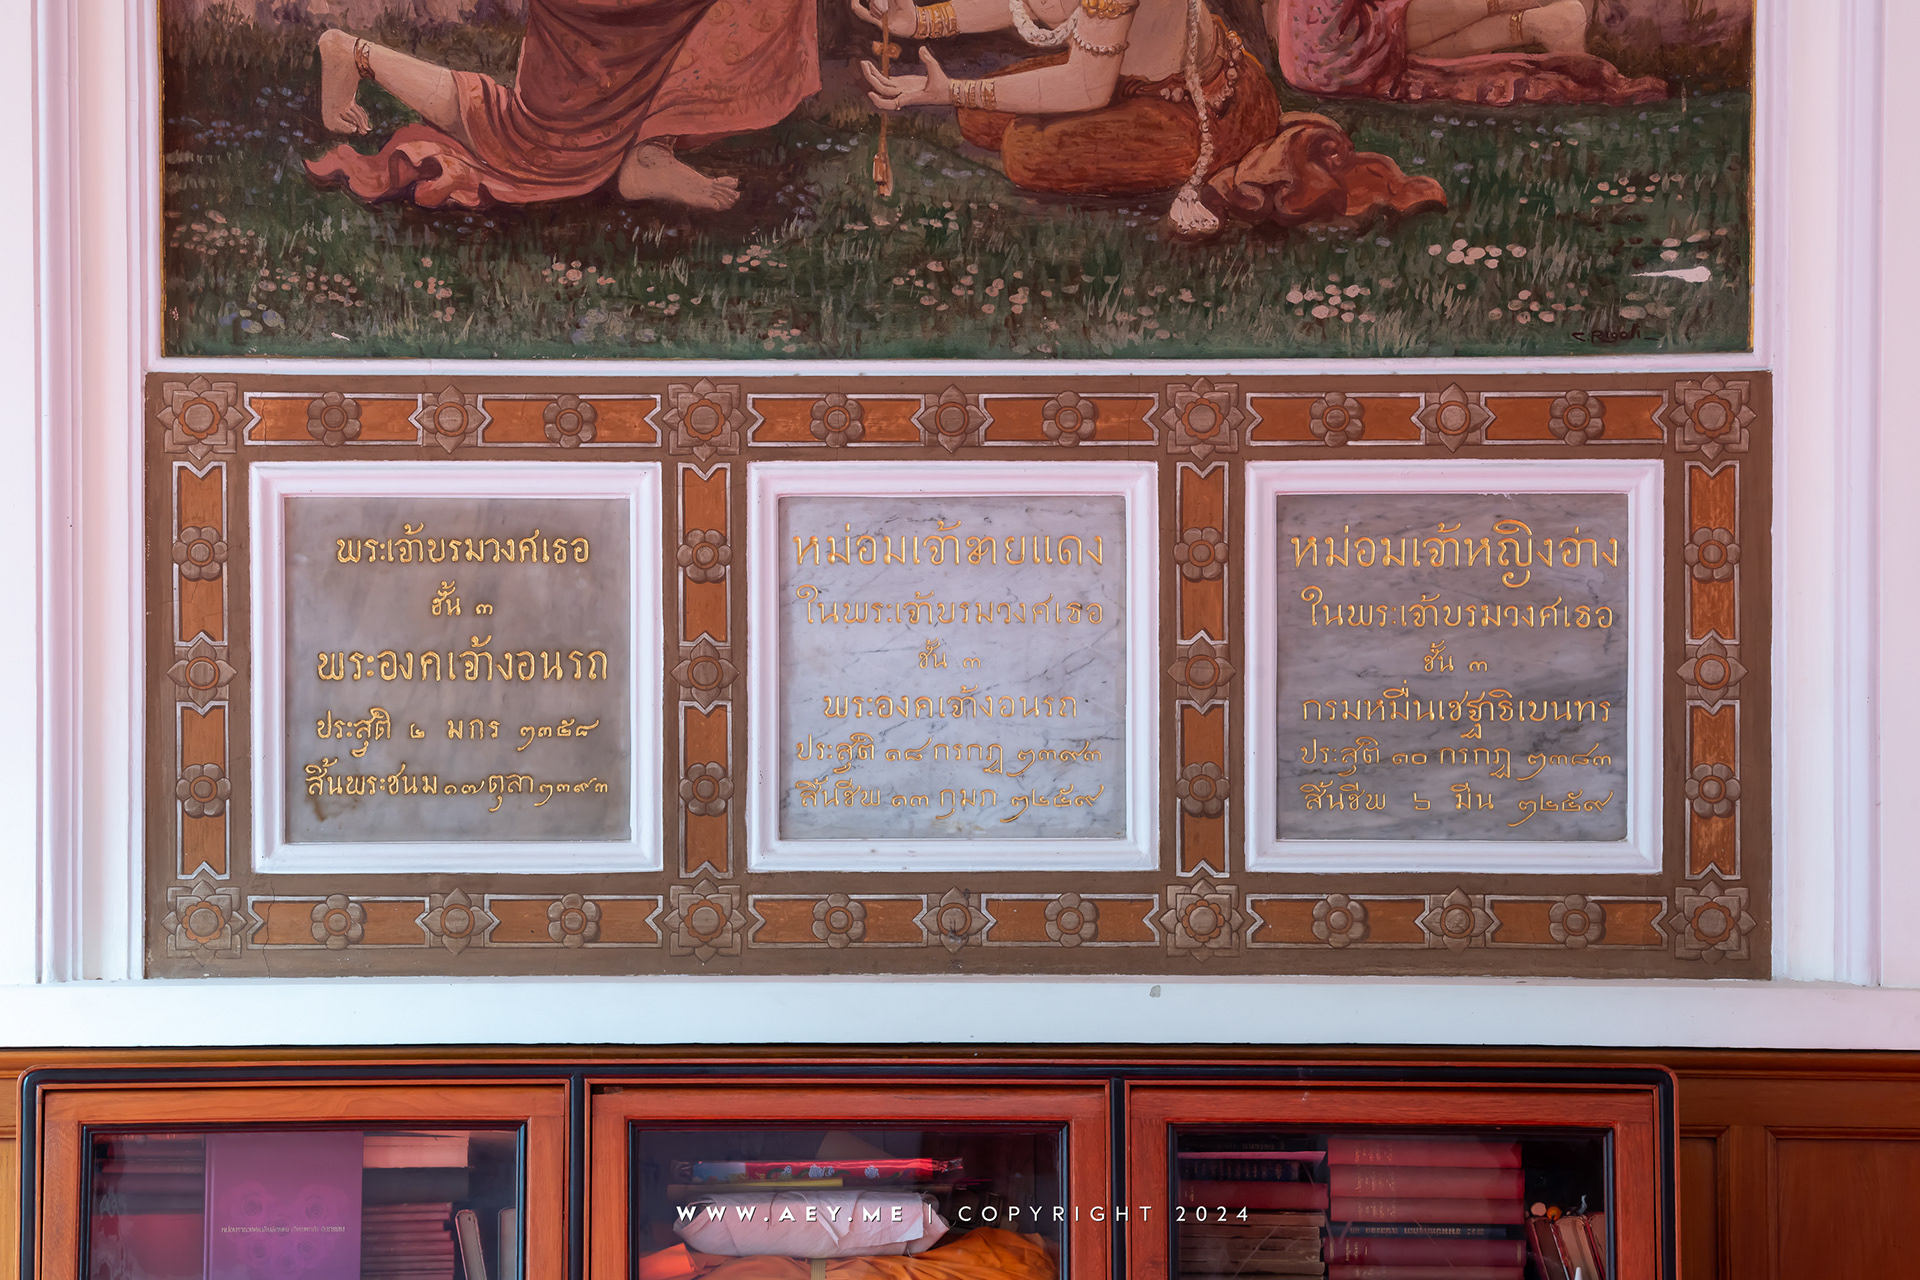 C. Rigoli
พระเจ้าบรมวงศเธอ
ชั้น ๓
พระองคเจ้างอนรถ
ประสูติ ๒ มกร ๑๓๕๘
สิ้นพระชนม ๑๗ ตุลา ๑๓๙๓
หม่อมเจ้าชายแดง
ในพระเจ้าบรมวงศเธอ
ชั้น ๓
พระองคเจ้างอนรถ
ประสูติ ๑๘ กรกฎ ๑๓๙๓
สิ้นชีพ ๑๓ กุมภ ๑๒๕๙
หม่อมเจ้าหญิงอ่าง
ในพระเจ้าบรมวงศเธอ
ชั้น ๓
กรมหมื่นเชฐาธิเบนทร
ประสูติ ๑๐ กรกฎ ๑๓๘๓
สิ้นชีพ ๖ มีน ๑๒๕๙
WWW.AEY.ME | COPYRIGHT 2024